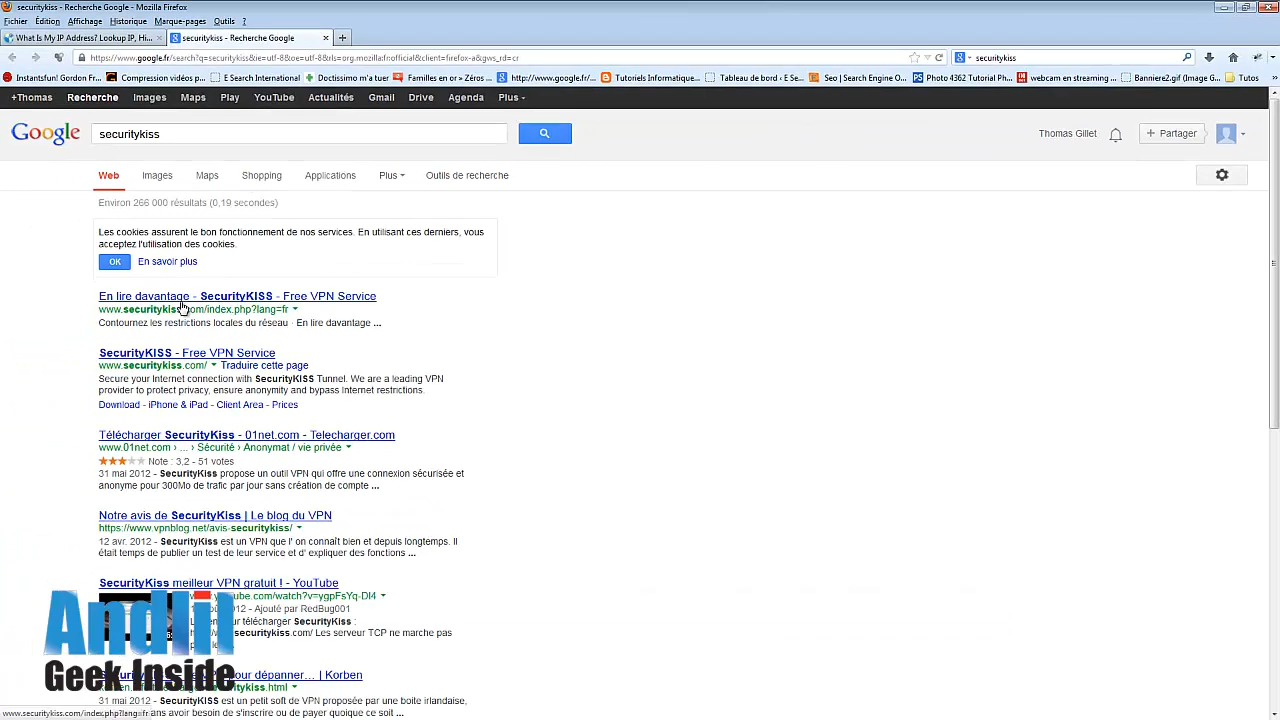 securitykiss - Recherche Google - Mozilla Firefox
Fichier Édition Affichage Historique Marque-pages Outils ?
What Is My IP Address? Lookup IP, Hi... securitykiss - Recherche Google
https://www.google.fr/search?q=securitykiss&ie=utf-8&oe=utf-8&rls=org.mozilla:fr:official&client=firefox-a&gws_rd=cr securitykiss
Instantsfun! Gordon Fr... Compression vidéos p... E Search International Doctissimo m'a tuer Familles en or » Zéros ... http://www.google.fr/... Tutoriels Informatique... Tableau de bord ‹ E Se... Seo | Search Engine O... Photo 4362 Tutorial Ph... webcam en streaming ... Banniere2.gif (Image G... Tutos
+Thomas Recherche Images Maps Play YouTube Actualités Gmail Drive Agenda Plus
Google securitykiss Thomas Gillet + Partager
Web Images Maps Shopping Applications Plus Outils de recherche
Environ 266 000 résultats (0,19 secondes)
Les cookies assurent le bon fonctionnement de nos services. En utilisant ces derniers, vous
acceptez l'utilisation des cookies.
OK En savoir plus
En lire davantage - SecurityKISS - Free VPN Service
www.securitykiss.com/index.php?lang=fr
Contournez les restrictions locales du réseau · En lire davantage ...
SecurityKISS - Free VPN Service
www.securitykiss.com/ Traduire cette page
Secure your Internet connection with SecurityKISS Tunnel. We are a leading VPN
provider to protect privacy, ensure anonymity and bypass Internet restrictions.
Download - iPhone & iPad - Client Area - Prices
Télécharger SecurityKiss - 01net.com - Telecharger.com
www.01net.com › ... › Sécurité › Anonymat / vie privée
Note : 3,2 - 51 votes
31 mai 2012 - SecurityKiss propose un outil VPN qui offre une connexion sécurisée et
anonyme pour 300Mo de trafic par jour sans création de compte ...
Notre avis de SecurityKiss | Le blog du VPN
https://www.vpnblog.net/avis-securitykiss/
12 avr. 2012 - SecurityKiss est un VPN que l' on connaît bien et depuis longtemps. Il
était temps de publier un test de leur service et d' expliquer des fonctions ...
SecurityKiss meilleur VPN gratuit ! - YouTube
.youtube.com/watch?v=ygpFsYq-DI4
2012 - Ajouté par RedBug001
télécharger SecurityKiss :
securitykiss.com/ Les serveur TCP ne marche pas
pour dépanner… | Korben
securitykiss.html
31 mai 2012 - SecurityKISS est un petit soft de VPN proposée par une boite irlandaise,
sans avoir besoin de s'inscrire ou de payer quoique ce soit ...
Andlil
Geek Inside
www.securitykiss.com/index.php?lang=fr